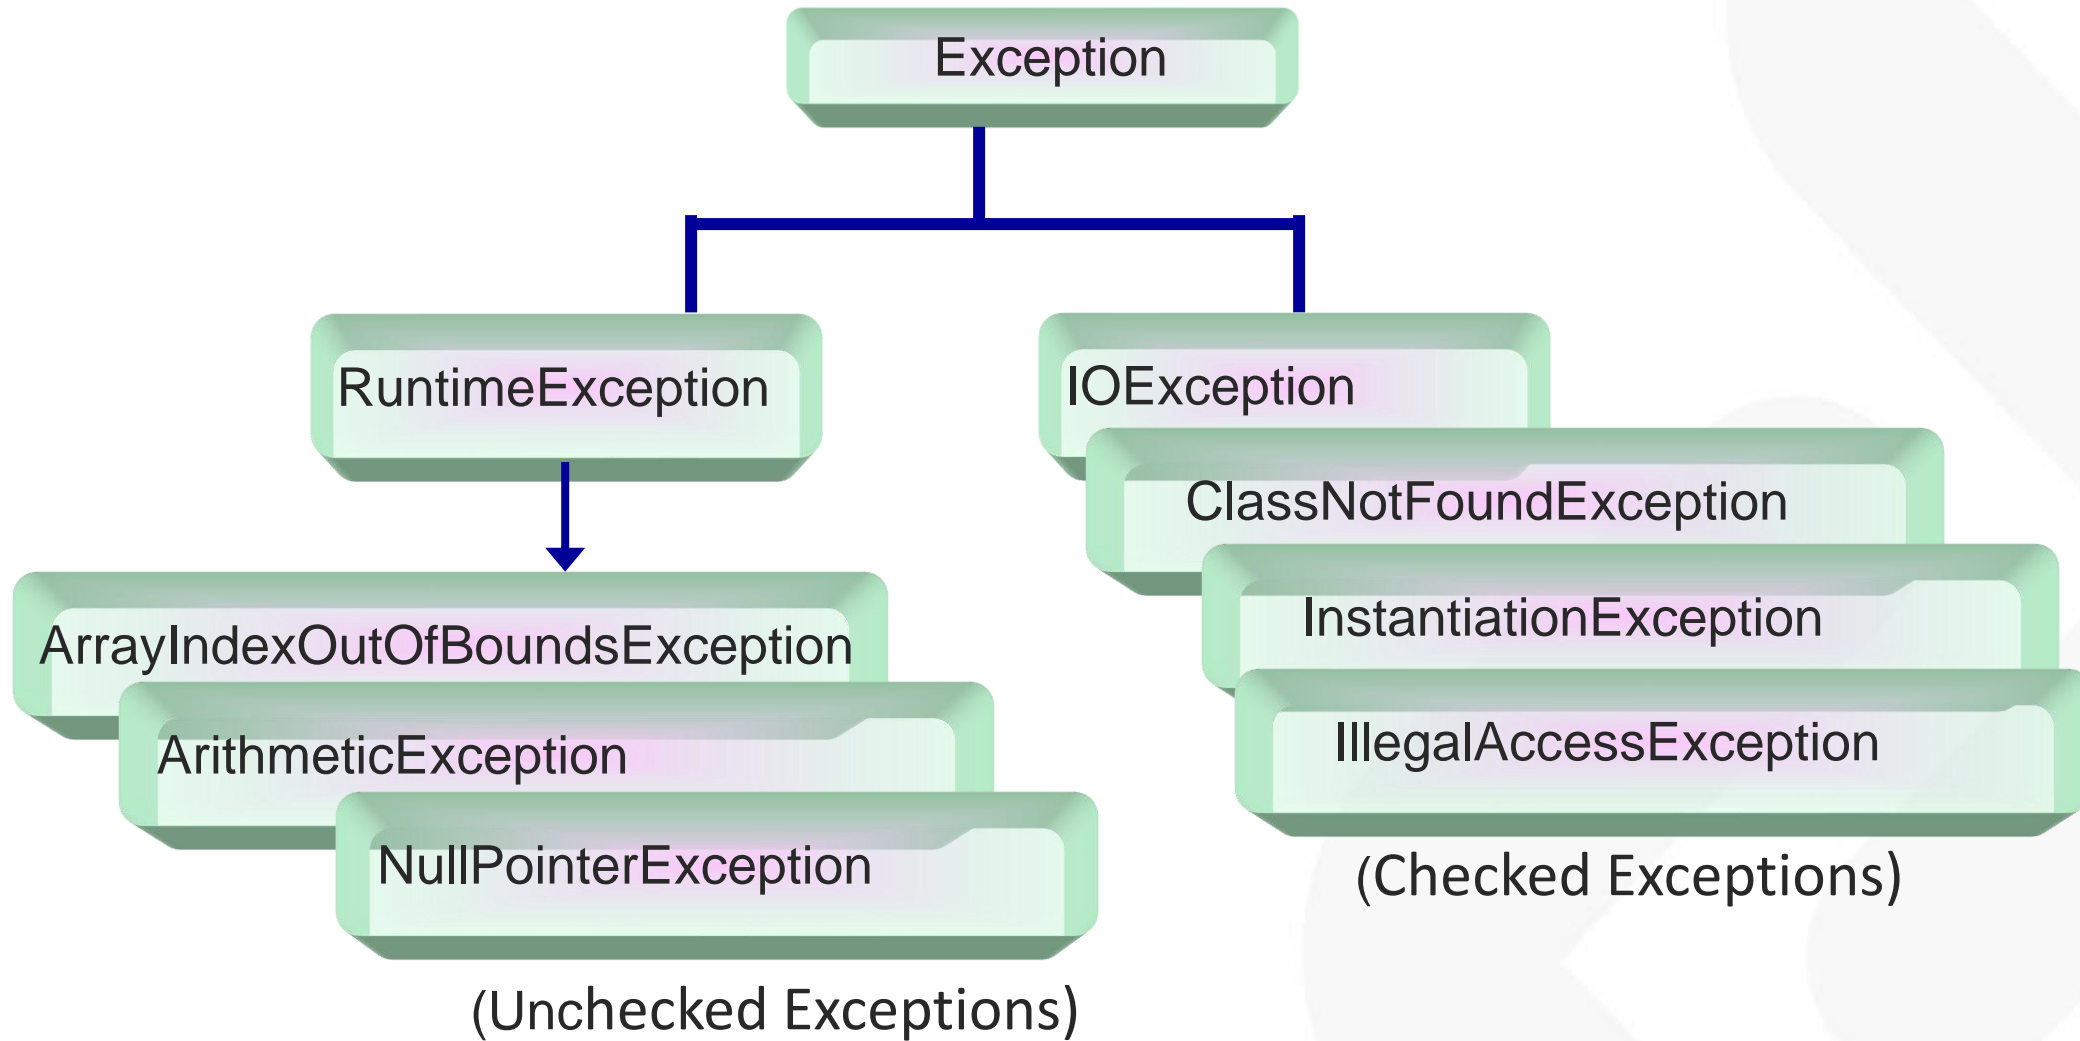 Exception
RuntimeException
IOException
ClassNotFoundException
InstantiationException
IllegalAccessException
(Checked Exceptions)
ArrayIndexOutOfBoundsException
ArithmeticException
NullPointerException
(Unchecked Exceptions)